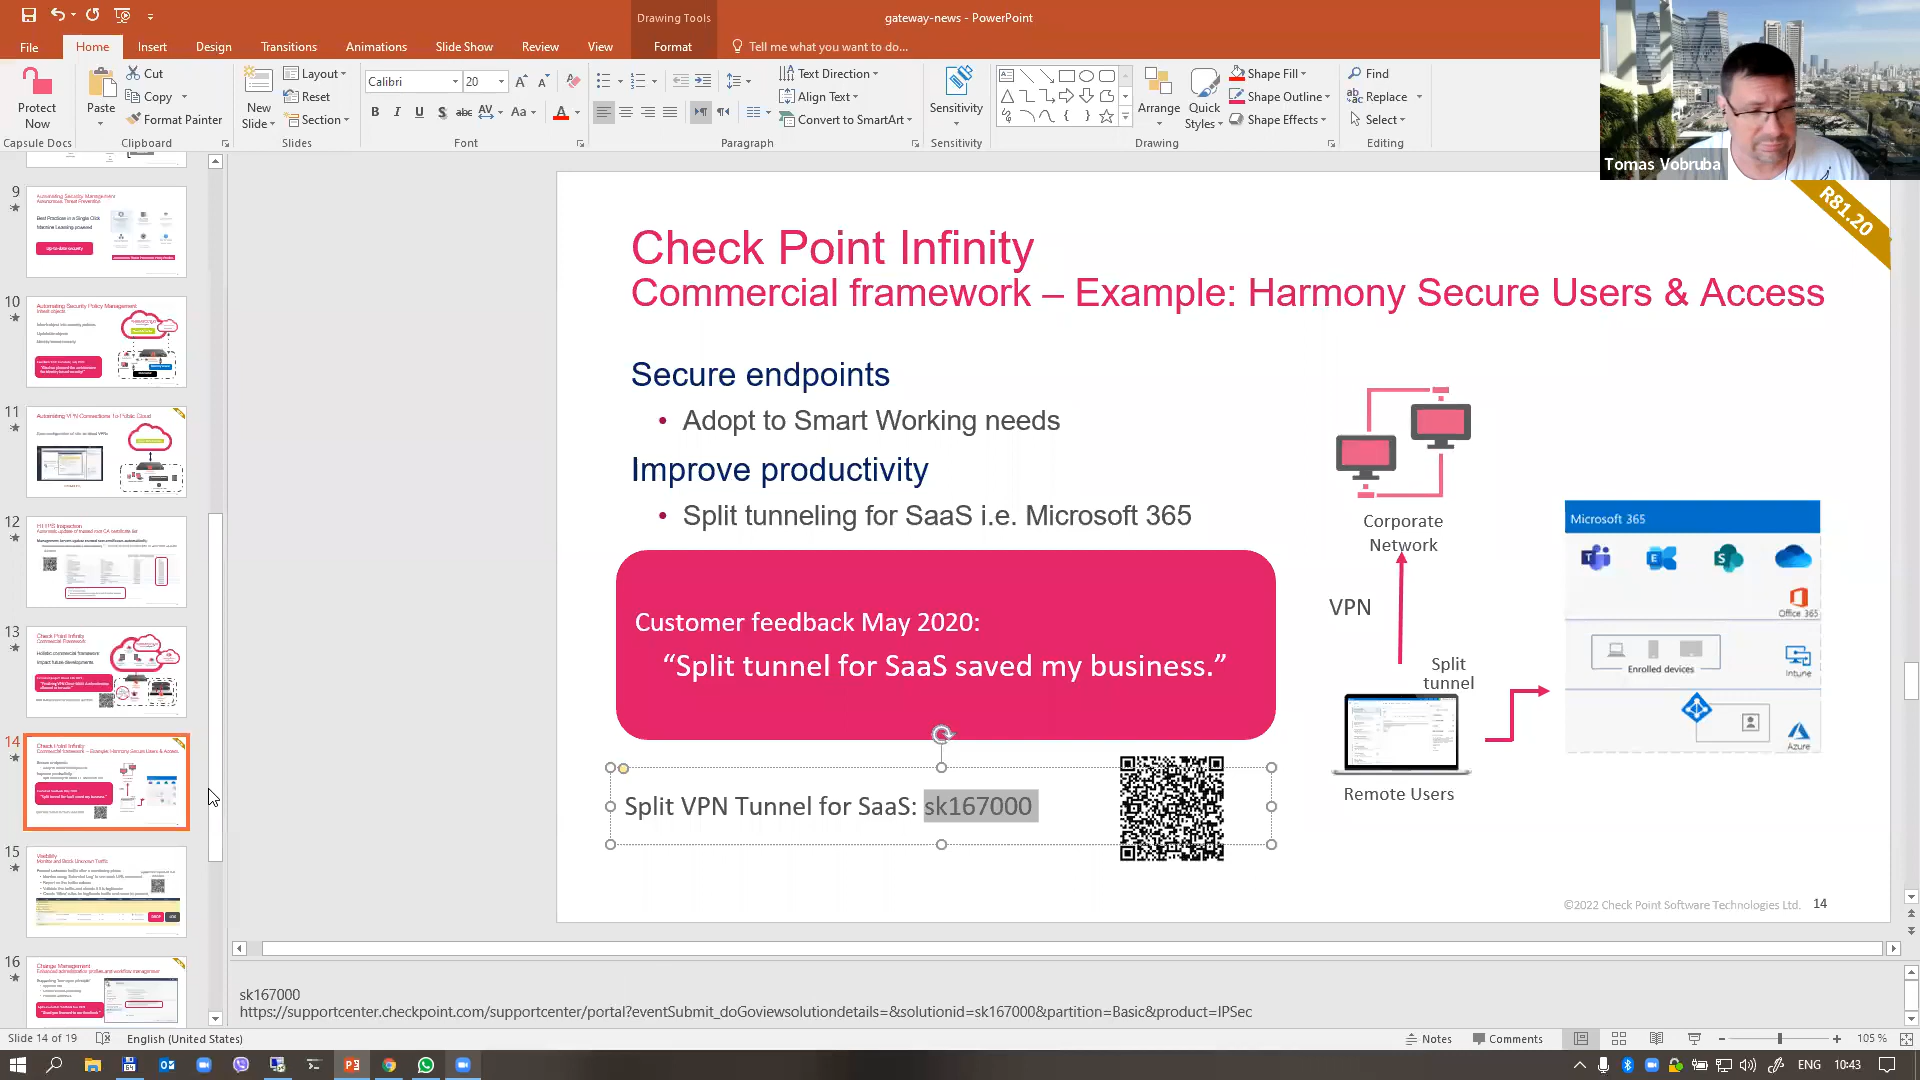 Drawing Tools
gateway-news - PowerPoint
File
Home
Insert
Design
Transitions
Animations
Slide Show
Review
View
Format
Tell me what you want to do...
Protect Now
Paste
Cut
Copy
Format Painter
New Slide
Layout
Reset
Section
Calibri
20
Text Direction
Align Text
Convert to SmartArt
Sensitivity
Arrange
Quick Styles
Shape Fill
Shape Outline
Shape Effects
Find
Replace
Select
Capsule Docs
Clipboard
Slides
Font
Paragraph
Sensitivity
Drawing
Editing
Tomas Vobruba
R81.20
9
10
11
12
13
14
15
16
Check Point Infinity
Commercial framework – Example: Harmony Secure Users & Access
Secure endpoints
• Adopt to Smart Working needs
Improve productivity
• Split tunneling for SaaS i.e. Microsoft 365
Customer feedback May 2020:
“Split tunnel for SaaS saved my business.”
Split VPN Tunnel for SaaS: sk167000
Corporate
Network
VPN
Split
tunnel
Remote Users
Microsoft 365
Office 365
Enrolled devices
Intune
Azure
©2022 Check Point Software Technologies Ltd. 14
sk167000
https://supportcenter.checkpoint.com/supportcenter/portal?eventSubmit_doGoviewsolutiondetails=&solutionid=sk167000&partition=Basic&product=IPSec
Slide 14 of 19
English (United States)
Notes
Comments
105 %
ENG
10:43